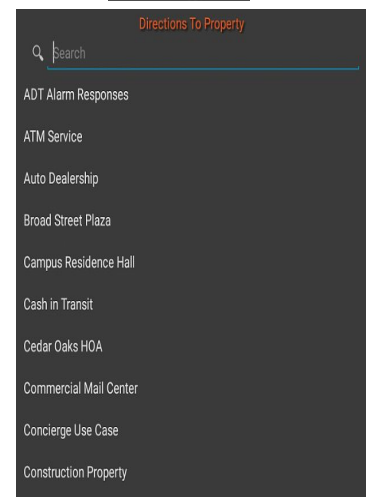 Directions To Property
Search
ADT Alarm Responses
ATM Service
Auto Dealership
Broad Street Plaza
Campus Residence Hall
Cash in Transit
Cedar Oaks HOA
Commercial Mail Center
Concierge Use Case
Construction Property